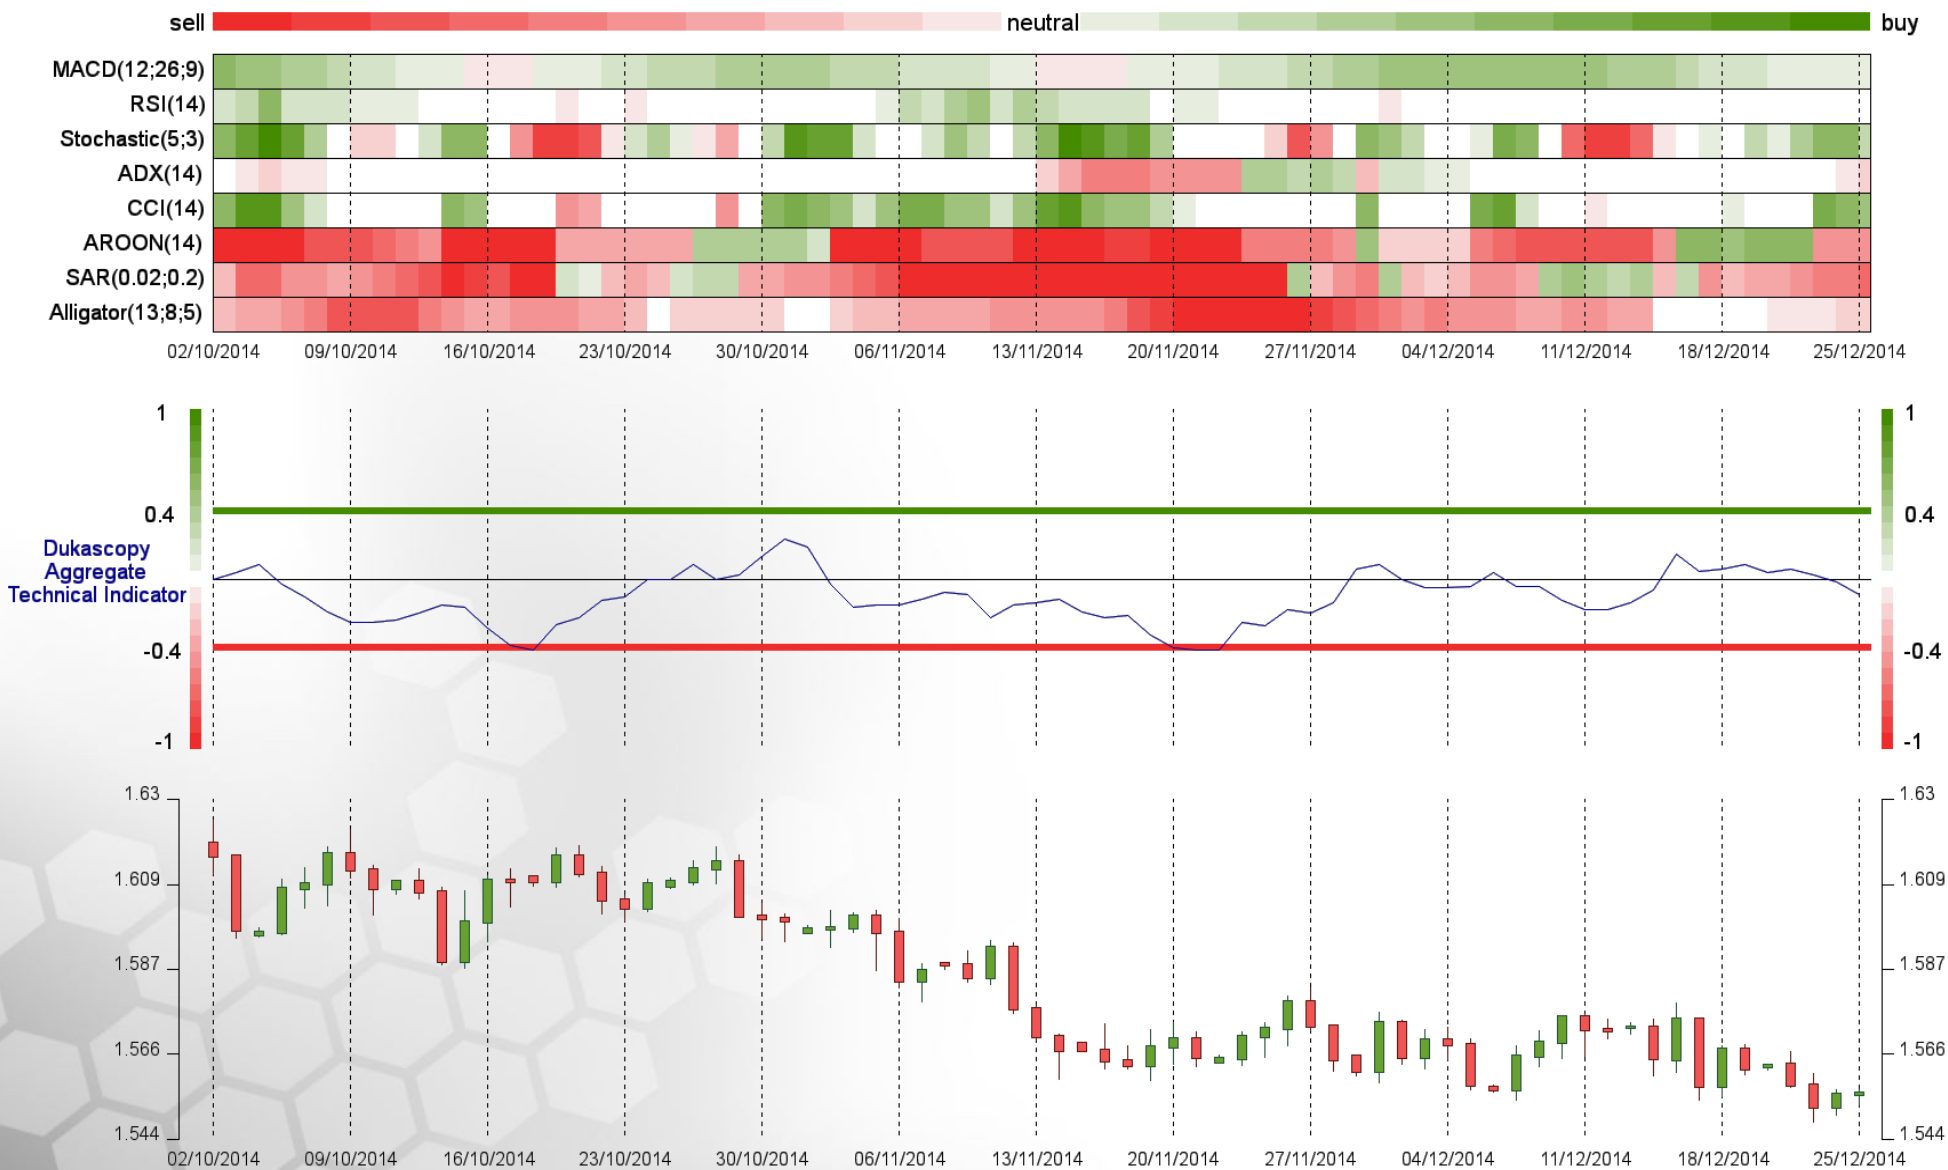 sell neutral buy
MACD(12;26;9)
RSI(14)
Stochastic(5;3)
ADX(14)
CCI(14)
AROON(14)
SAR(0.02;0.2)
Alligator(13;8;5)
02/10/2014 09/10/2014 16/10/2014 23/10/2014 30/10/2014 06/11/2014 13/11/2014 20/11/2014 27/11/2014 04/12/2014 11/12/2014 18/12/2014 25/12/2014
1 1
0.4 0.4
Dukascopy
Aggregate
Technical Indicator
-0.4 -0.4
-1 -1
1.63 1.63
1.609 1.609
1.587 1.587
1.566 1.566
1.544 1.544
02/10/2014 09/10/2014 16/10/2014 23/10/2014 30/10/2014 06/11/2014 13/11/2014 20/11/2014 27/11/2014 04/12/2014 11/12/2014 18/12/2014 25/12/2014